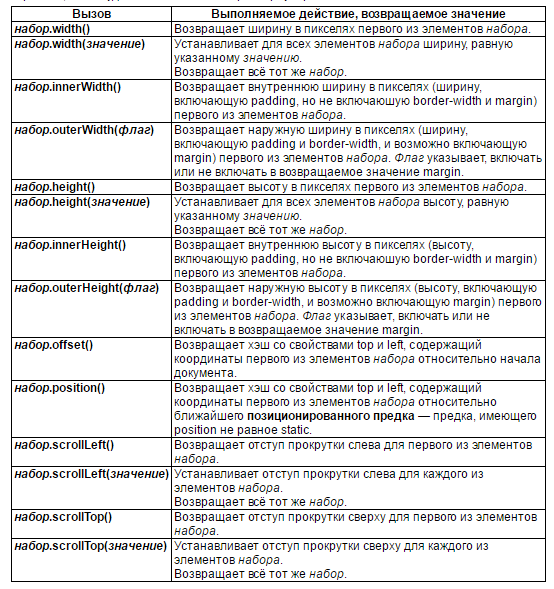 Вызов Выполняемое действие, возвращаемое значение
набор.width() Возвращает ширину в пикселях первого из элементов набора.
набор.width(значение) Устанавливает для всех элементов набора ширину, равную
указанному значению.
Возвращает всё тот же набор.
набор.innerWidth() Возвращает внутреннюю ширину в пикселях (ширину,
включающую padding, но не включаюшую border-width и margin)
первого из элементов набора.
набор.outerWidth(флаг) Возвращает наружную ширину в пикселях (ширину,
включающую padding и border-width, и возможно включающую
margin) первого из элементов набора. Флаг указывает, включать
или не включать в возвращаемое значение margin.
набор.height() Возвращает высоту в пикселях первого из элементов набора.
набор.height(значение) Устанавливает для всех элементов набора высоту, равную
указанному значению.
Возвращает всё тот же набор.
набор.innerHeight() Возвращает внутреннюю высоту в пикселях (высоту,
включающую padding, но не включаюшую border-width и margin)
первого из элементов набора.
набор.outerHeight(флаг) Возвращает наружную высоту в пикселях (высоту, включающую
padding и border-width, и возможно включающую margin) первого
из элементов набора. Флаг указывает, включать или не
включать в возвращаемое значение margin.
набор.offset() Возвращает хэш со свойствами top и left, содержащий
координаты первого из элементов набора относительно начала
документа.
набор.position() Возвращает хэш со свойствами top и left, содержащий
координаты первого из элементов набора относительно
ближайшего позиционированного предка — предка, имеющего
position не равное static.
набор.scrollLeft() Возвращает отступ прокрутки слева для первого из элементов
набора.
набор.scrollLeft(значение) Устанавливает отступ прокрутки слева для каждого из
элементов набора.
Возвращает всё тот же набор.
набор.scrollTop() Возвращает отступ прокрутки сверху для первого из элементов
набора.
набор.scrollTop(значение) Устанавливает отступ прокрутки сверху для каждого из
элементов набора.
Возвращает всё тот же набор.